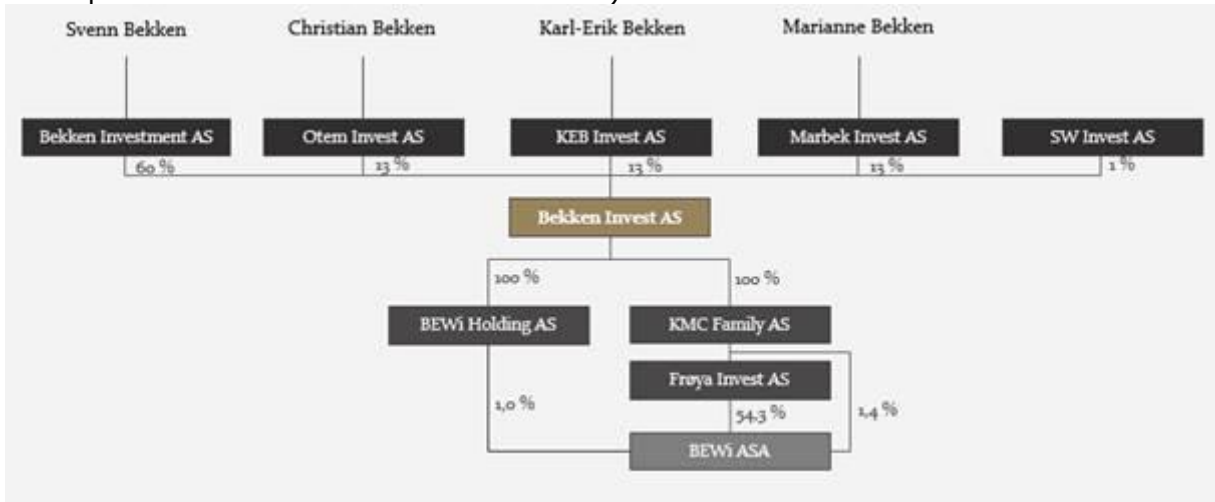 Svenn Bekken
Christian Bekken
Karl-Erik Bekken
Marianne Bekken
Bekken Investment AS
Otem Invest AS
KEB Invest AS
Marbek Invest AS
SW Invest AS
60 %
13 %
13 %
13 %
1 %
Bekken Invest AS
100 %
100 %
BEWi Holding AS
KMC Family AS
Frøya Invest AS
1,0 %
54,3 %
1,4 %
BEWi ASA